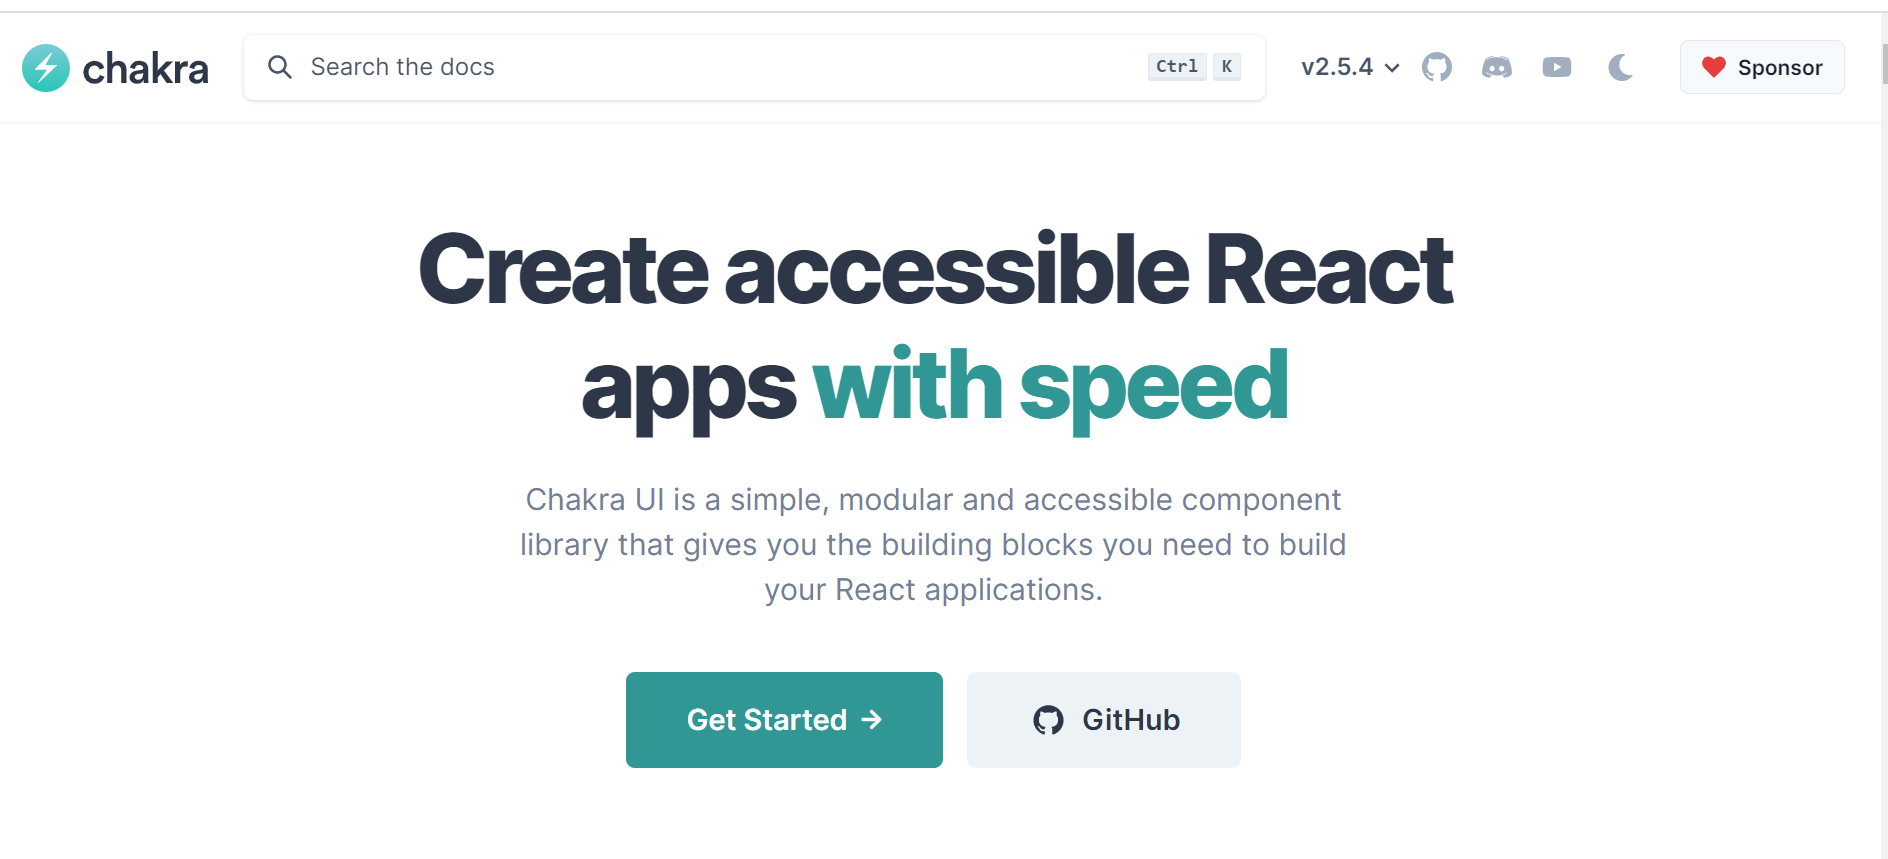 chakra
Search the docs
Ctrl K
v2.5.4
Sponsor
Create accessible React
apps with speed
Chakra UI is a simple, modular and accessible component
library that gives you the building blocks you need to build
your React applications.
Get Started →
GitHub